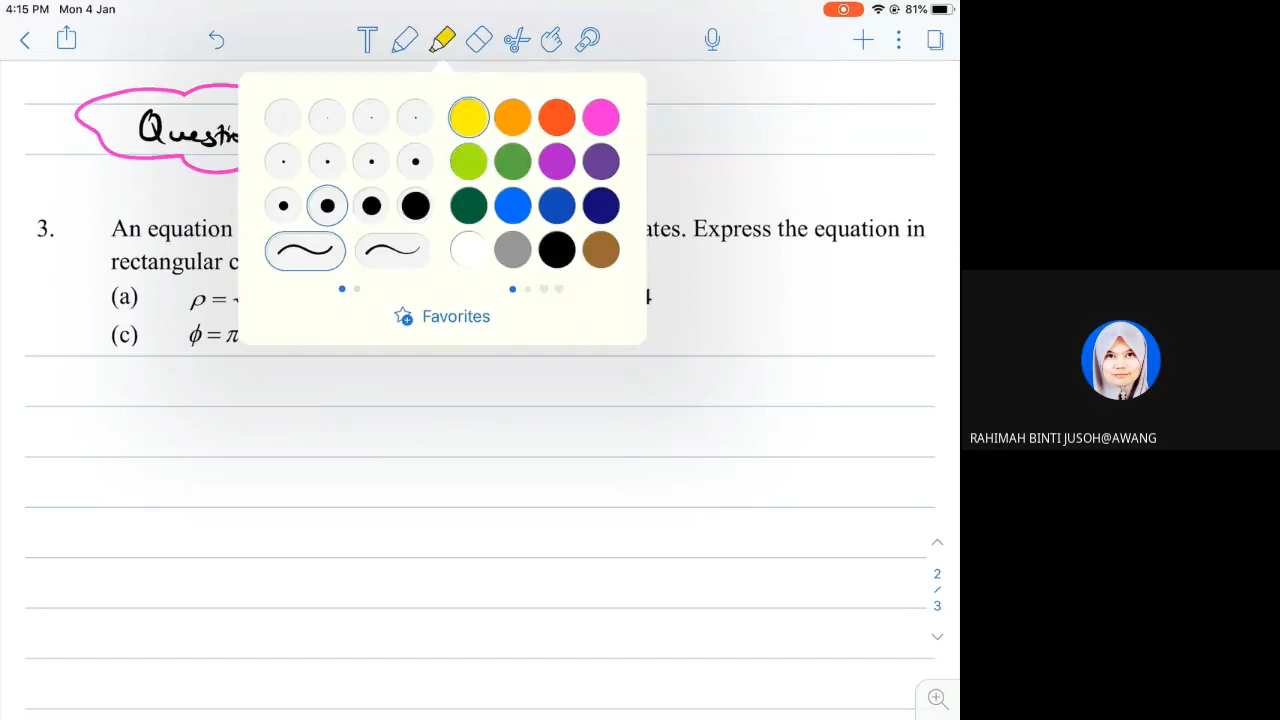 4:15 PM Mon 4 Jan
81%
T
Questio
3. An equation ates. Express the equation in
rectangular c
(a) ρ = 4
(c) ϕ = π
Favorites
2
/
3
RAHIMAH BINTI JUSOH@AWANG